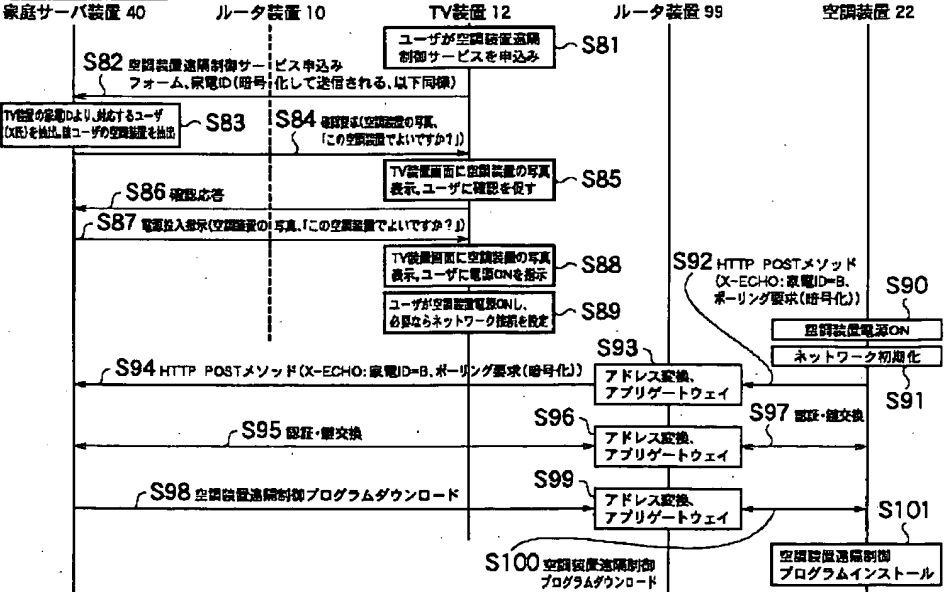 家庭サーバ装置 40
ルータ装置 10
TV装置 12
ルータ装置 99
空調装置 22
ユーザが空調装置遠隔
制御サービスを申込み
S81
S82 空調装置遠隔制御サービス申込み
フォーム、家電ID(暗号化して送信される、以下同様)
TV装置の家電IDより、対応するユーザ
(X氏)を抽出。該ユーザの空調装置を抽出
S83
S84 確認要求(空調装置の写真、
「この空調装置でよいですか?」)
TV装置画面に空調装置の写真
表示。ユーザに確認を促す
S85
S86 確認応答
S87 電源投入指示(空調装置の写真、「この空調装置でよいですか?」)
TV装置画面に空調装置の写真
表示。ユーザに電源ONを指示
S88
ユーザが空調装置電源ONし、
必要ならネットワーク接続を設定
S89
S92 HTTP POSTメソッド
(X-ECHO:家電ID=B、
ポーリング要求(暗号化))
S90
空調装置電源ON
ネットワーク初期化
S91
S93
アドレス変換、
アプリゲートウェイ
S94 HTTP POSTメソッド(X-ECHO:家電ID=B、ポーリング要求(暗号化))
S95 認証・鍵交換
S96
アドレス変換、
アプリゲートウェイ
S97 認証・鍵交換
S98 空調装置遠隔制御プログラムダウンロード
S99
アドレス変換、
アプリゲートウェイ
S100 空調装置遠隔制御
プログラムダウンロード
S101
空調装置遠隔制御
プログラムインストール